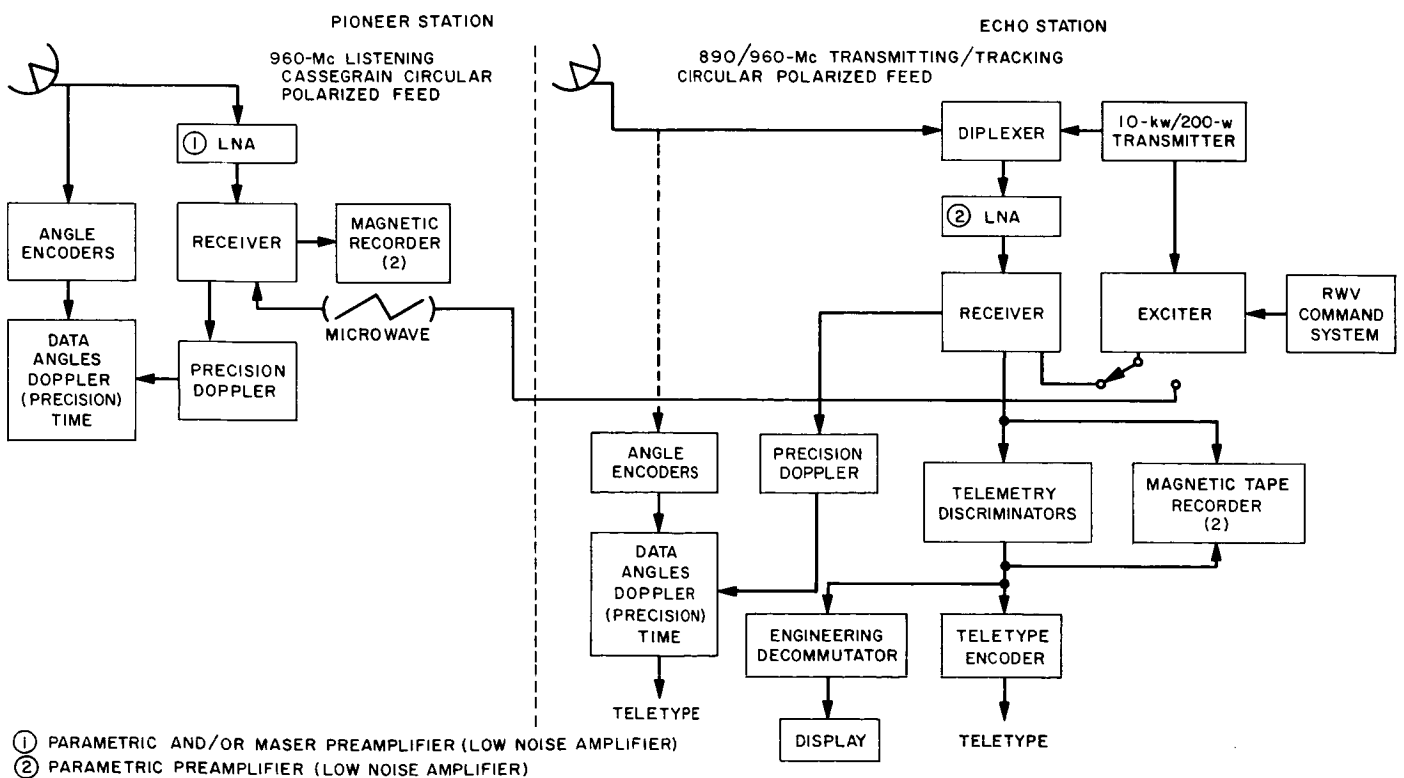 PIONEER STATION
960-Mc LISTENING
CASSEGRAIN CIRCULAR
POLARIZED FEED
① LNA
ANGLE
ENCODERS
RECEIVER
MAGNETIC
RECORDER
(2)
MICROWAVE
DATA
ANGLES
DOPPLER
(PRECISION)
TIME
PRECISION
DOPPLER
ECHO STATION
890/960-Mc TRANSMITTING/TRACKING
CIRCULAR POLARIZED FEED
DIPLEXER
10-kw/200-w
TRANSMITTER
② LNA
RECEIVER
EXCITER
RWV
COMMAND
SYSTEM
ANGLE
ENCODERS
PRECISION
DOPPLER
TELEMETRY
DISCRIMINATORS
MAGNETIC TAPE
RECORDER
(2)
DATA
ANGLES
DOPPLER
(PRECISION)
TIME
ENGINEERING
DECOMMUTATOR
TELETYPE
ENCODER
TELETYPE
DISPLAY
TELETYPE
① PARAMETRIC AND/OR MASER PREAMPLIFIER (LOW NOISE AMPLIFIER)
② PARAMETRIC PREAMPLIFIER (LOW NOISE AMPLIFIER)